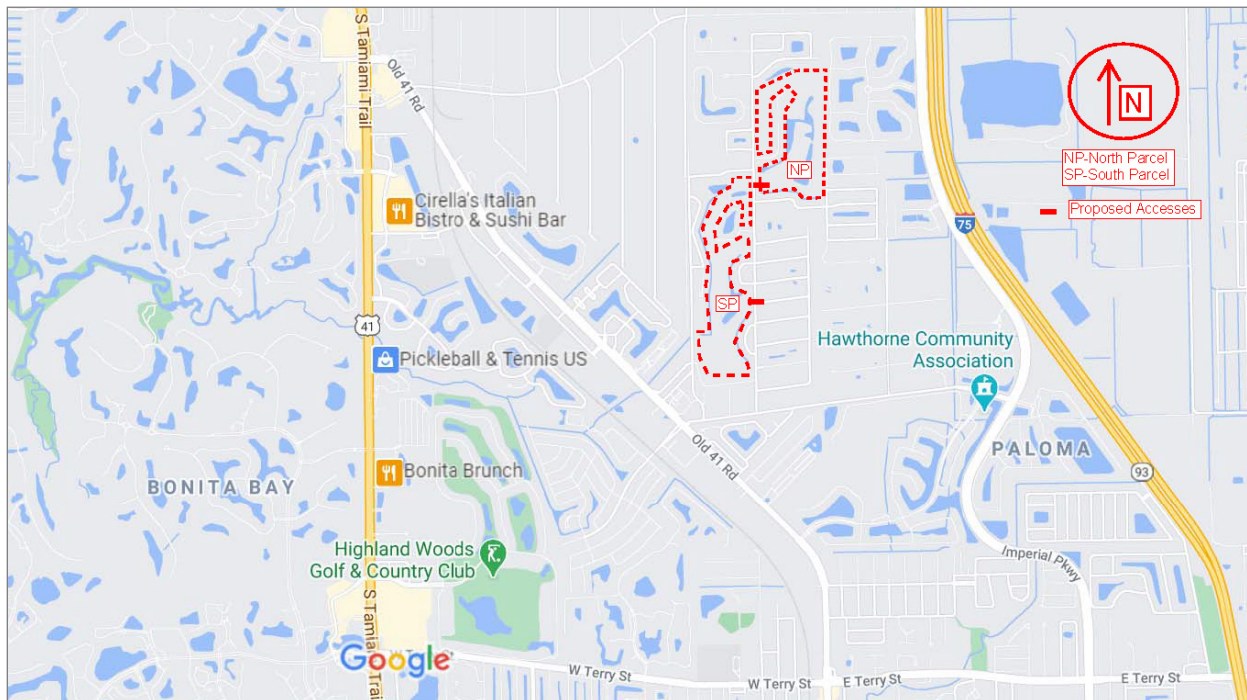 S Tamiami Trail
Old 41 Rd
N
NP-North Parcel
SP-South Parcel
Proposed Accesses
NP
75
Cirella's Italian
Bistro & Sushi Bar
SP
41
Hawthorne Community
Association
Pickleball & Tennis US
Old 41 Rd
PALOMA
93
Bonita Brunch
BONITA BAY
Highland Woods
Golf & Country Club
Imperial Pkwy
S Tamiami Trail
W Terry St
Google
W Terry St
W Terry St
E Terry St
E Terry St